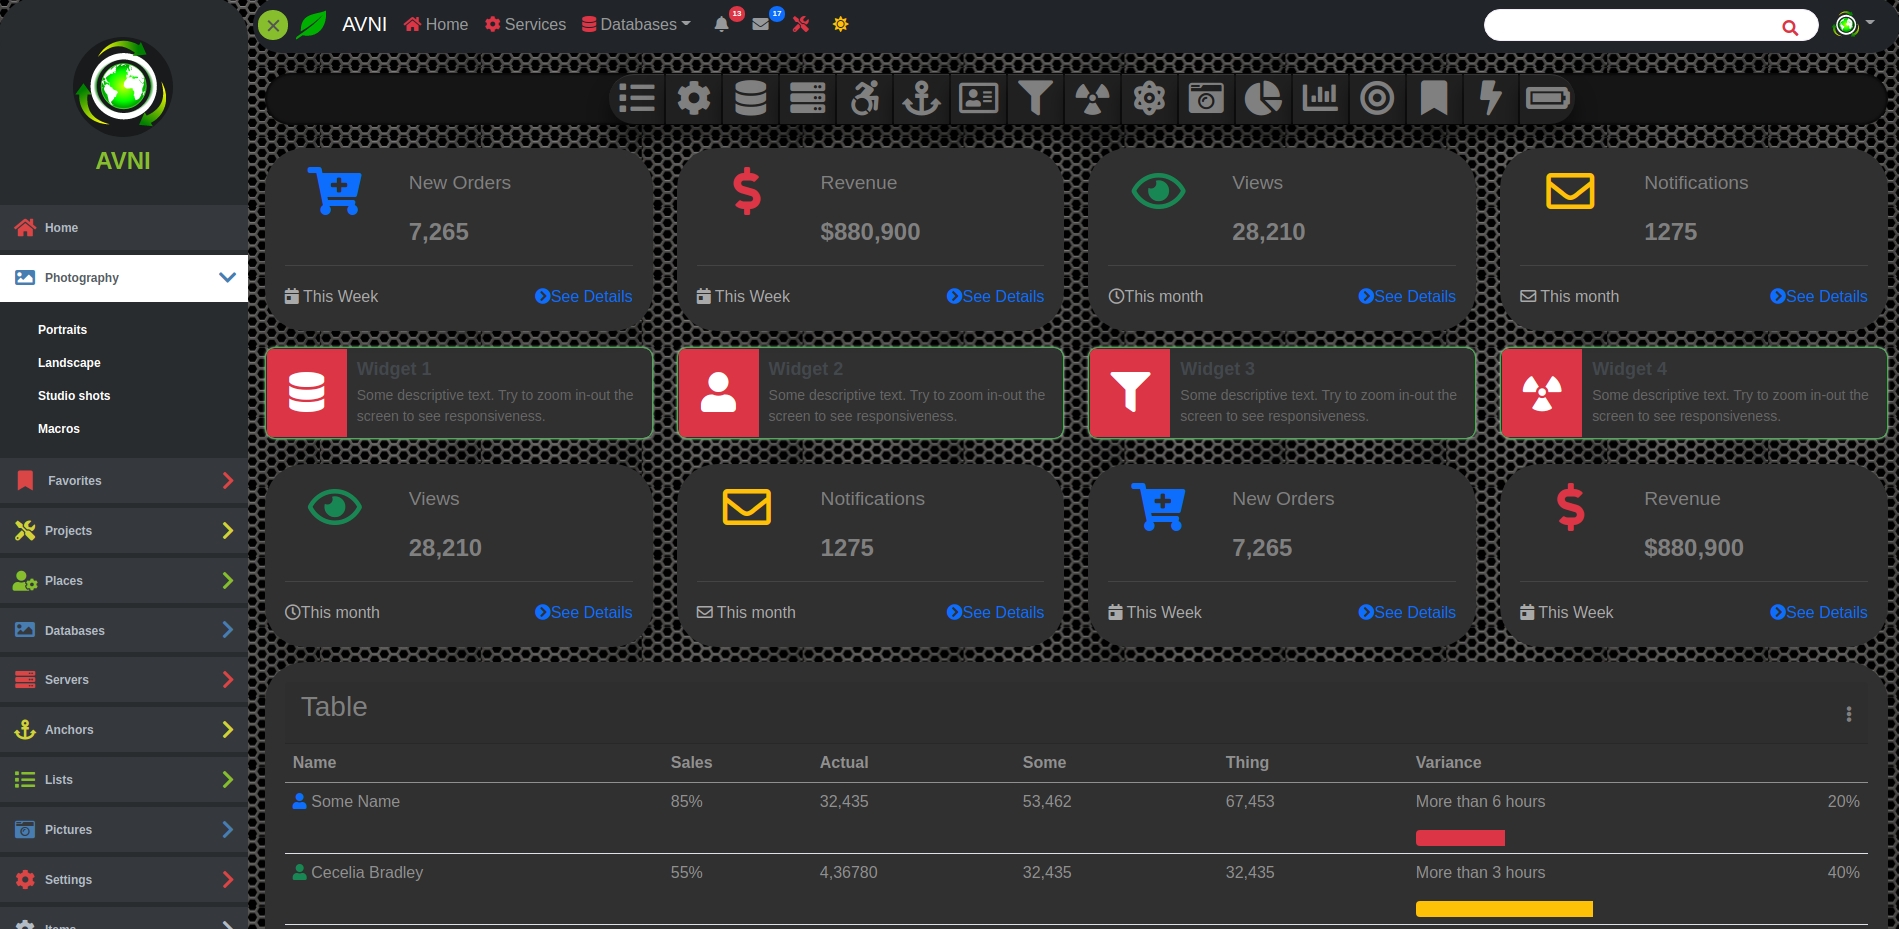 AVNI
Home
Photography
Portraits
Landscape
Studio shots
Macros
Favorites
Projects
Places
Databases
Servers
Anchors
Lists
Pictures
Settings
Items
AVNI Home Services Databases 13 17
New Orders
7,265
This Week See Details
Revenue
$880,900
This Week See Details
Views
28,210
This month See Details
Notifications
1275
This month See Details
Widget 1
Some descriptive text. Try to zoom in-out the
screen to see responsiveness.
Widget 2
Some descriptive text. Try to zoom in-out the
screen to see responsiveness.
Widget 3
Some descriptive text. Try to zoom in-out the
screen to see responsiveness.
Widget 4
Some descriptive text. Try to zoom in-out the
screen to see responsiveness.
Views
28,210
This month See Details
Notifications
1275
This month See Details
New Orders
7,265
This Week See Details
Revenue
$880,900
This Week See Details
Table
Name Sales Actual Some Thing Variance
Some Name 85% 32,435 53,462 67,453 More than 6 hours 20%
Cecelia Bradley 55% 4,36780 32,435 32,435 More than 3 hours 40%